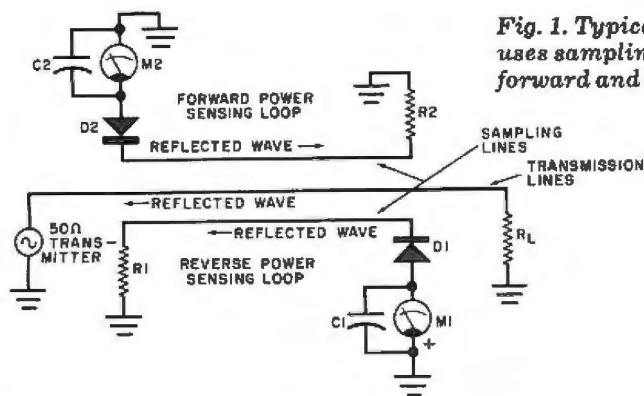 Fig. 1. Typica
uses samplin
forward and
C2
M2
D2
FORWARD POWER
SENSING LOOP
REFLECTED WAVE
R2
SAMPLING
LINES
TRANSMISSION
LINES
REFLECTED WAVE
50Ω
TRANS-
MITTER
R1
REFLECTED WAVE
REVERSE POWER
SENSING LOOP
D1
RL
C1
M1
+